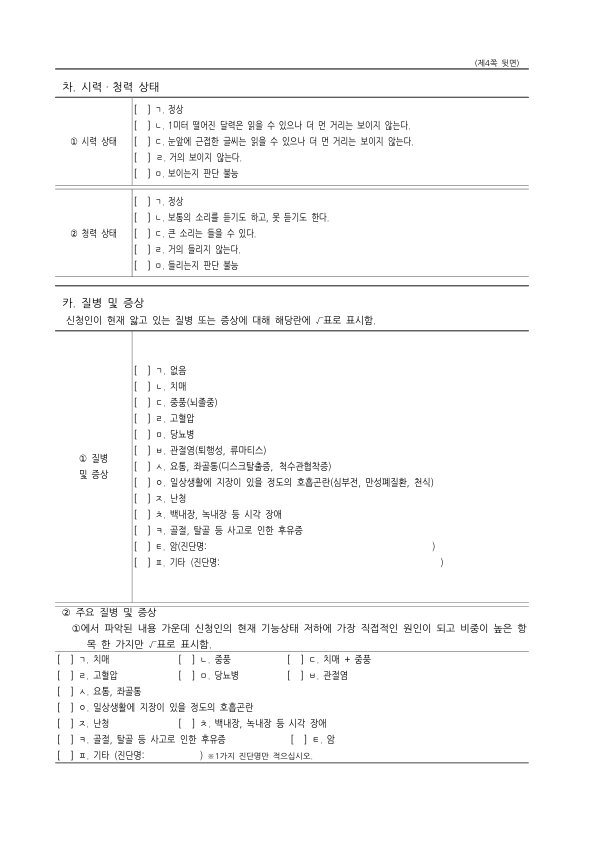 (제4쪽 뒷면)
차. 시력ㆍ청력 상태
① 시력 상태
[  ] ㄱ. 정상
[  ] ㄴ. 1미터 떨어진 달력은 읽을 수 있으나 더 먼 거리는 보이지 않는다.
[  ] ㄷ. 눈앞에 근접한 글씨는 읽을 수 있으나 더 먼 거리는 보이지 않는다.
[  ] ㄹ. 거의 보이지 않는다.
[  ] ㅁ. 보이는지 판단 불능
② 청력 상태
[  ] ㄱ. 정상
[  ] ㄴ. 보통의 소리를 듣기도 하고, 못 듣기도 한다.
[  ] ㄷ. 큰 소리는 들을 수 있다.
[  ] ㄹ. 거의 들리지 않는다.
[  ] ㅁ. 들리는지 판단 불능
카. 질병 및 증상
신청인이 현재 앓고 있는 질병 또는 증상에 대해 해당란에 √표로 표시함.
① 질병
및 증상
[  ] ㄱ. 없음
[  ] ㄴ. 치매
[  ] ㄷ. 중풍(뇌졸중)
[  ] ㄹ. 고혈압
[  ] ㅁ. 당뇨병
[  ] ㅂ. 관절염(퇴행성, 류마티스)
[  ] ㅅ. 요통, 좌골통(디스크탈출증, 척수관협착증)
[  ] ㅇ. 일상생활에 지장이 있을 정도의 호흡곤란(심부전, 만성폐질환, 천식)
[  ] ㅈ. 난청
[  ] ㅊ. 백내장, 녹내장 등 시각 장애
[  ] ㅋ. 골절, 탈골 등 사고로 인한 후유증
[  ] ㅌ. 암(진단명:                    )
[  ] ㅍ. 기타 (진단명:                    )
② 주요 질병 및 증상
①에서 파악된 내용 가운데 신청인의 현재 기능상태 저하에 가장 직접적인 원인이 되고 비중이 높은 항
목 한 가지만 √표로 표시함.
[  ] ㄱ. 치매 [  ] ㄴ. 중풍 [  ] ㄷ. 치매 + 중풍
[  ] ㄹ. 고혈압 [  ] ㅁ. 당뇨병 [  ] ㅂ. 관절염
[  ] ㅅ. 요통, 좌골통
[  ] ㅇ. 일상생활에 지장이 있을 정도의 호흡곤란
[  ] ㅈ. 난청 [  ] ㅊ. 백내장, 녹내장 등 시각 장애
[  ] ㅋ. 골절, 탈골 등 사고로 인한 후유증 [  ] ㅌ. 암
[  ] ㅍ. 기타 (진단명:          ) ※1가지 진단명만 적으십시오.